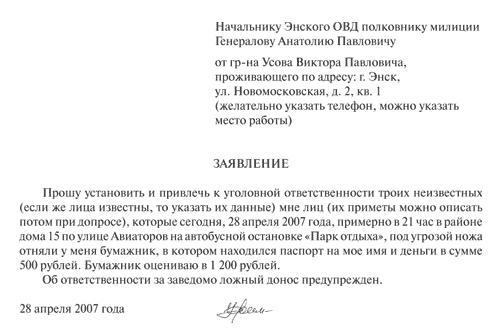 Начальнику Энского ОВД полковнику милиции
Генералову Анатолию Павловичу
от гр-на Усова Виктора Павловича,
проживающего по адресу: г. Энск,
ул. Новомосковская, д. 2, кв. 1
(желательно указать телефон, можно указать
место работы)
ЗАЯВЛЕНИЕ
Прошу установить и привлечь к уголовной ответственности троих неизвестных
(если же лица известны, то указать их данные) мне лиц (их приметы можно описать
потом при допросе), которые сегодня, 28 апреля 2007 года, примерно в 21 час в районе
дома 15 по улице Авиаторов на автобусной остановке «Парк отдыха», под угрозой ножа
отняли у меня бумажник, в котором находился паспорт на мое имя и деньги в сумме
500 рублей. Бумажник оцениваю в 1 200 рублей.
Об ответственности за заведомо ложный донос предупрежден.
28 апреля 2007 года